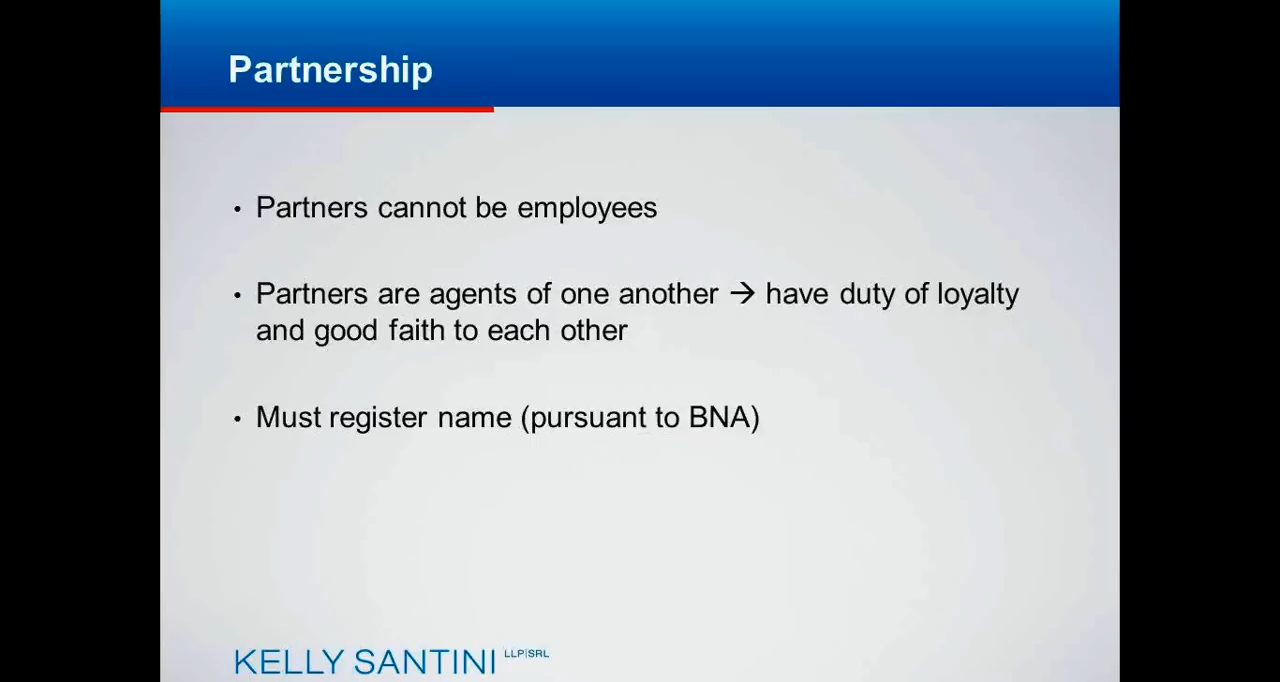 Partnership
• Partners cannot be employees
• Partners are agents of one another → have duty of loyalty
and good faith to each other
• Must register name (pursuant to BNA)
KELLY SANTINI LLP|SRL